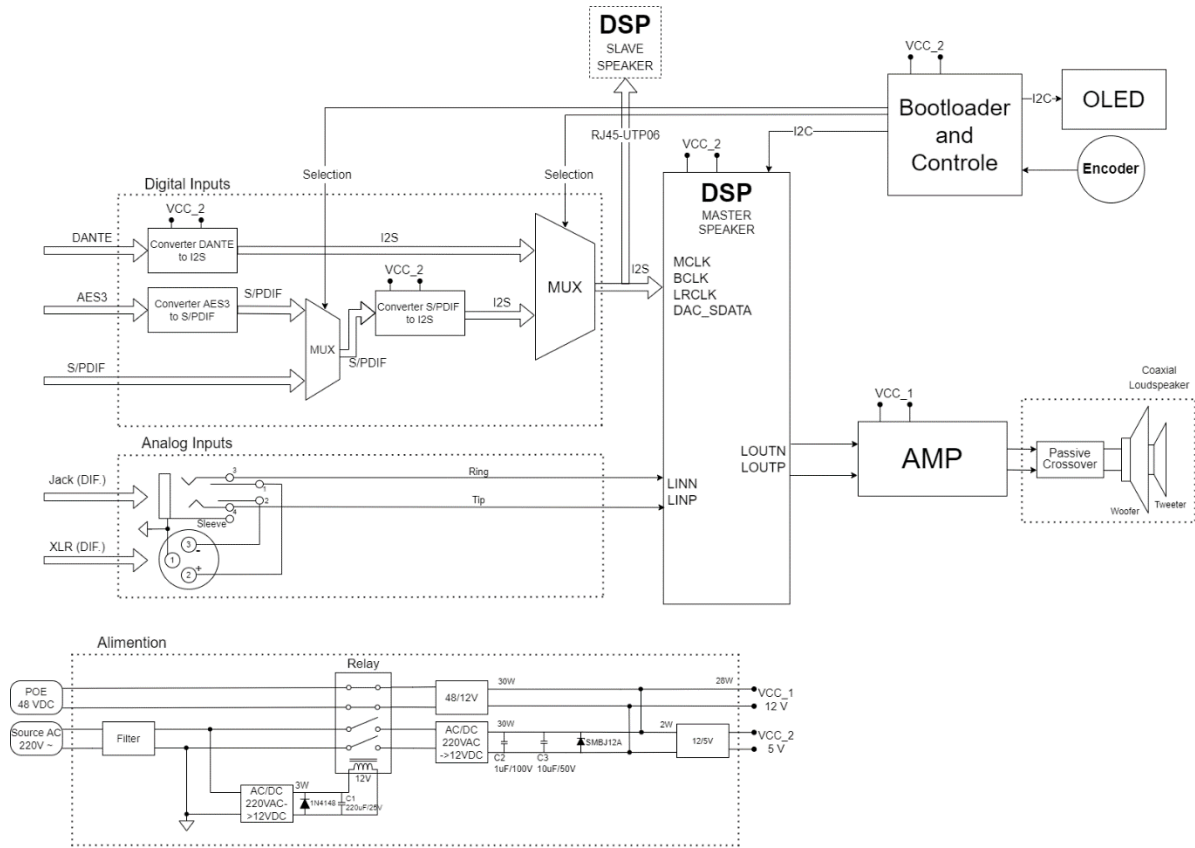 DSP
SLAVE
SPEAKER
VCC_2
Bootloader
and
Controle
I2C
OLED
Encoder
RJ45-UTP06
I2C
VCC_2
Selection
Selection
Digital Inputs
DSP
MASTER
SPEAKER
VCC_2
DANTE
Converter DANTE
to I2S
I2S
VCC_2
AES3
Converter AES3
to S/PDIF
S/PDIF
Converter S/PDIF
to I2S
I2S
MUX
I2S
MCLK
BCLK
LRCLK
DAC_SDATA
MUX
S/PDIF
S/PDIF
Coaxial
Loudspeaker
VCC_1
Analog Inputs
LOUTN
LOUTP
AMP
Passive
Crossover
Woofer
Tweeter
Jack (DIF.)
3
Ring
LINN
1
2
Tip
LINP
4
Sleeve
XLR (DIF.)
3
-
1
2
+
Alimention
Relay
POE
48 VDC
48/12V
30W
28W
VCC_1
12 V
Source AC
220V ~
Filter
AC/DC
220VAC
->12VDC
30W
C2
1uF/100V
C3
10uF/50V
SMBJ12A
2W
12/5V
VCC_2
5 V
12V
AC/DC
220VAC-
>12VDC
3W
1N4148
C1
220uF/25V